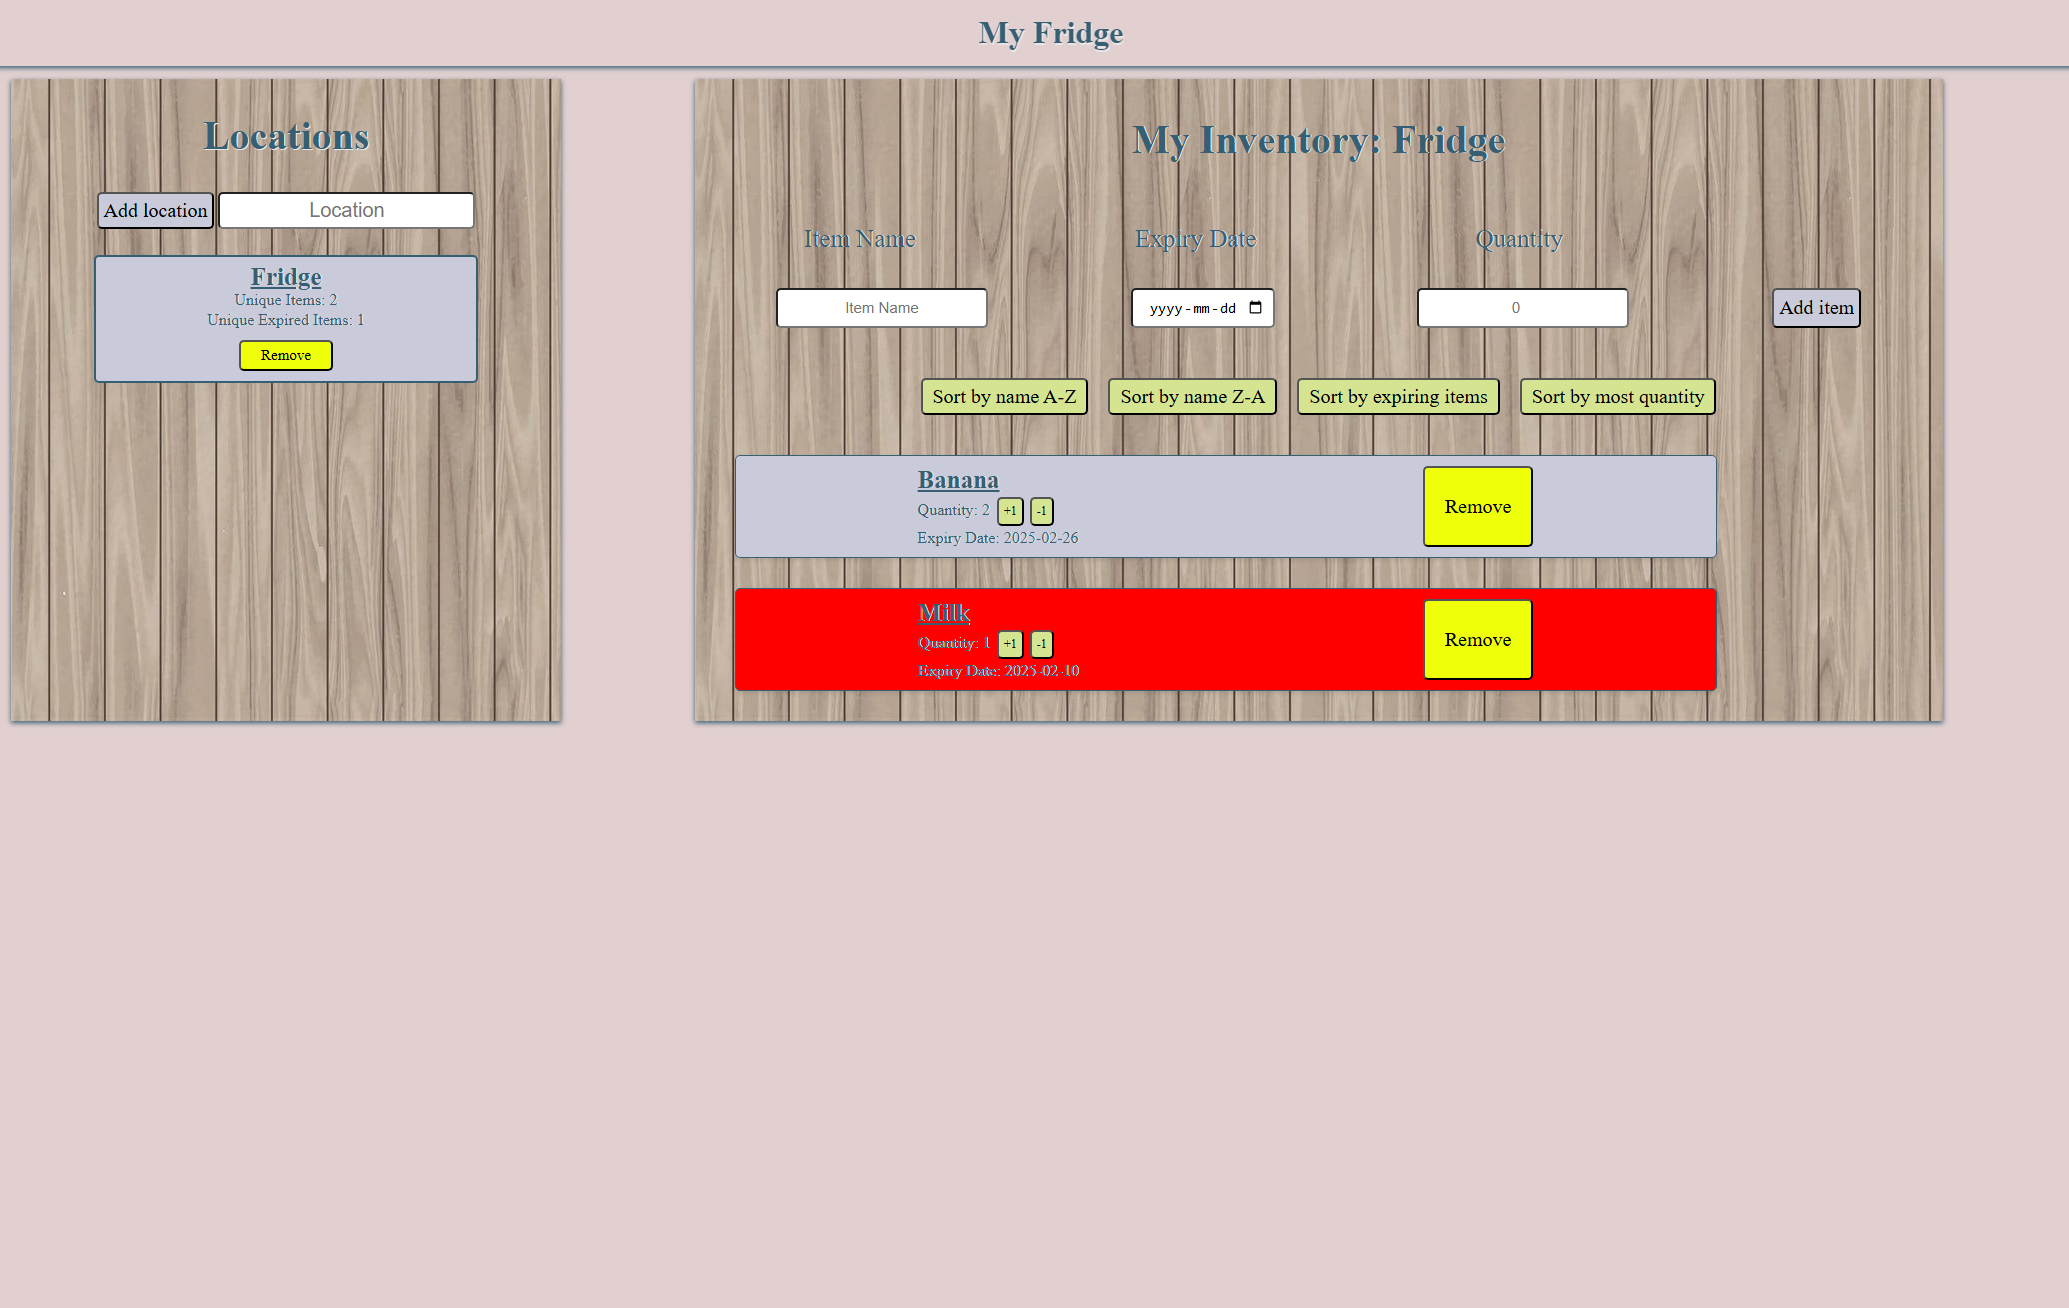 My Fridge
Locations
Add location Location
Fridge
Unique Items: 2
Unique Expired Items: 1
Remove
My Inventory: Fridge
Item Name Expiry Date Quantity
Item Name yyyy-mm-dd 0 Add item
Sort by name A-Z Sort by name Z-A Sort by expiring items Sort by most quantity
Banana
Quantity: 2 +1 -1
Expiry Date: 2025-02-26
Remove
Milk
Quantity: 1 +1 -1
Expiry Date: 2025-02-10
Remove